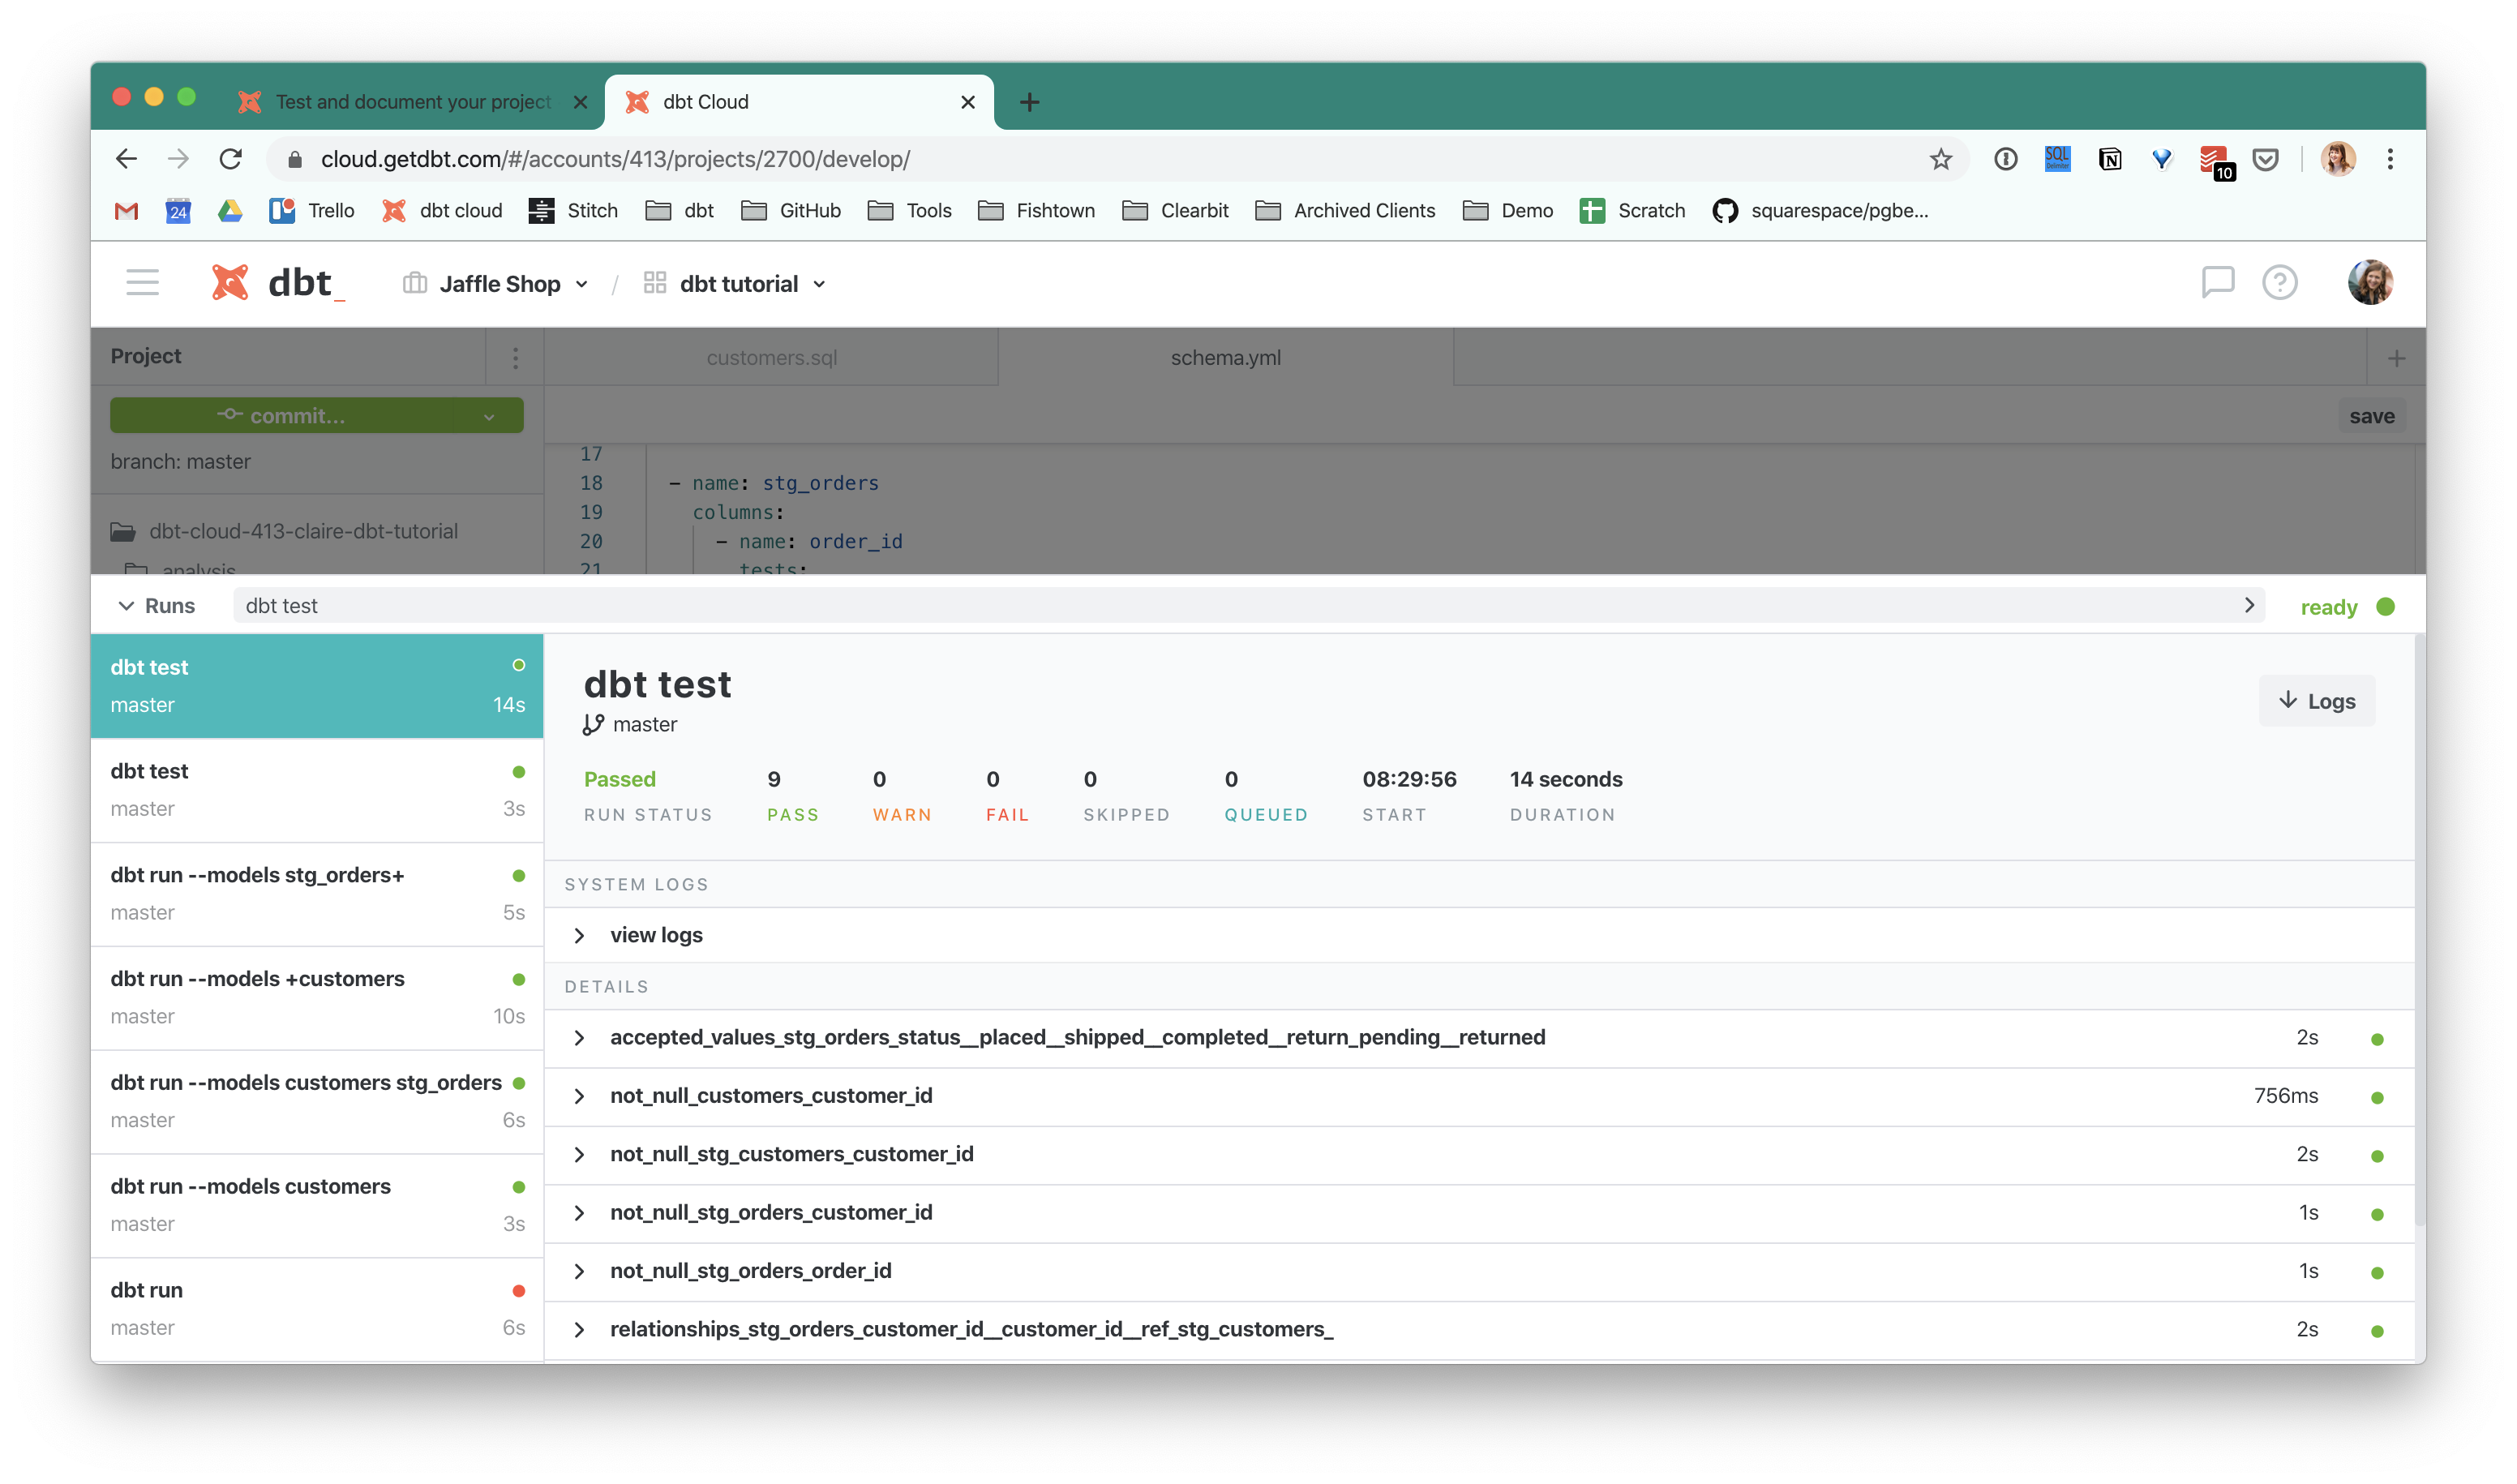 Test and document your project
dbt Cloud
cloud.getdbt.com/#/accounts/413/projects/2700/develop/
SQL
10
24
Trello
dbt cloud
Stitch
dbt
GitHub
Tools
Fishtown
Clearbit
Archived Clients
Demo
Scratch
squarespace/pgbe...
dbt_
Jaffle Shop
/
dbt tutorial
Project
customers.sql
schema.yml
commit...
save
branch: master
17
18 - name: stg_orders
19 columns:
20 - name: order_id
21 tests:
dbt-cloud-413-claire-dbt-tutorial
analysis
Runs
dbt test
ready
dbt test
master 14s
dbt test
master 3s
dbt run --models stg_orders+
master 5s
dbt run --models +customers
master 10s
dbt run --models customers stg_orders
master 6s
dbt run --models customers
master 3s
dbt run
master 6s
dbt test
master
Logs
Passed 9 0 0 0 0 08:29:56 14 seconds
RUN STATUS PASS WARN FAIL SKIPPED QUEUED START DURATION
SYSTEM LOGS
view logs
DETAILS
accepted_values_stg_orders_status__placed__shipped__completed__return_pending__returned 2s
not_null_customers_customer_id 756ms
not_null_stg_customers_customer_id 2s
not_null_stg_orders_customer_id 1s
not_null_stg_orders_order_id 1s
relationships_stg_orders_customer_id__customer_id__ref_stg_customers_ 2s